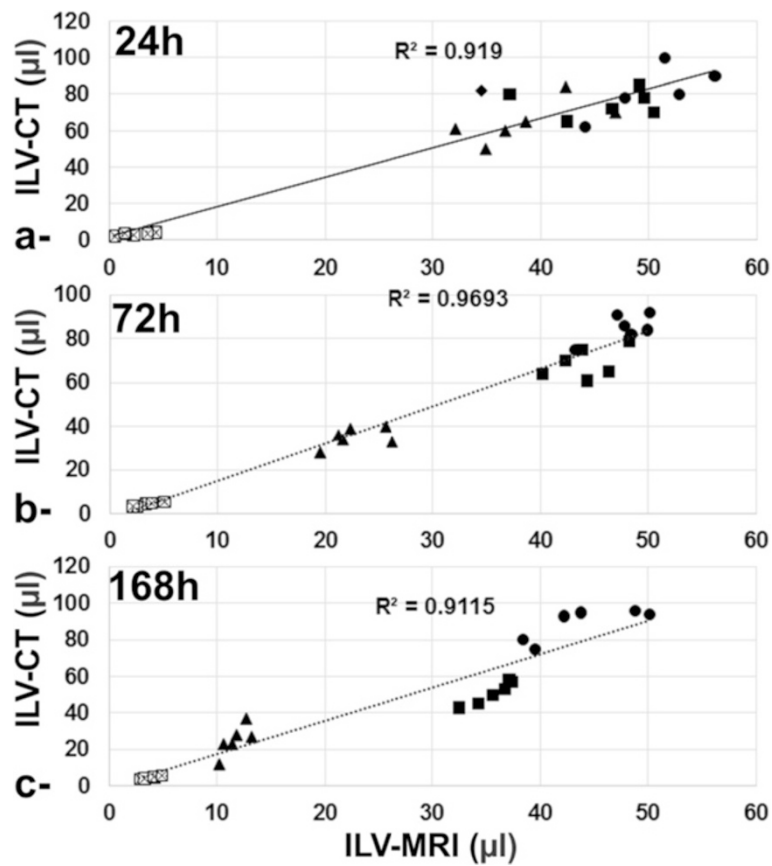 120
24h
100
R² = 0.919
80
60
40
20
0
ILV-CT (µl)
a-
0 10 20 30 40 50 60
100
72h
R² = 0.9693
80
60
40
20
0
ILV-CT (µl)
b-
0 10 20 30 40 50 60
120
168h
100
R² = 0.9115
80
60
40
20
0
ILV-CT (µl)
c-
0 10 20 30 40 50 60
ILV-MRI (µl)